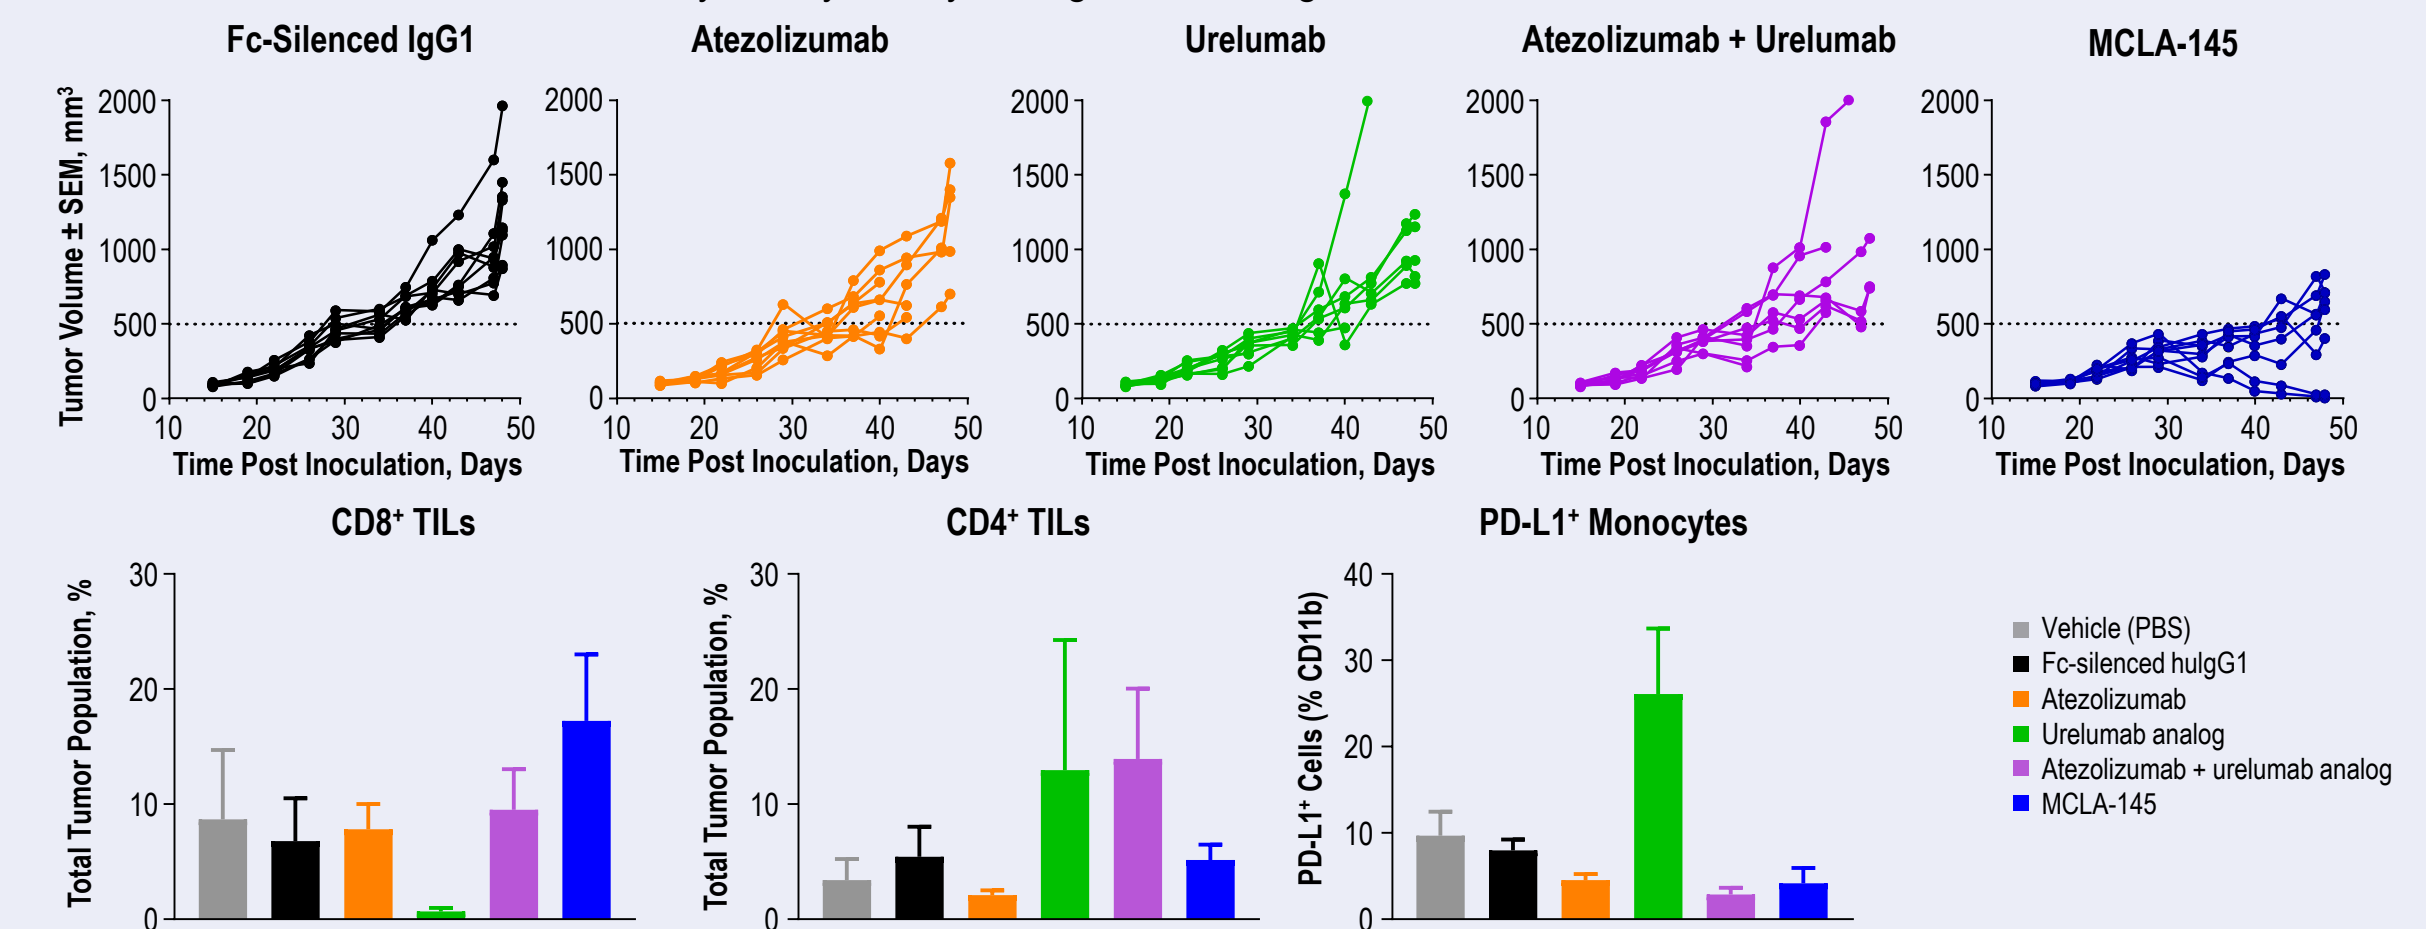 Fc-Silenced IgG1
Atezolizumab
Urelumab
Atezolizumab + Urelumab
MCLA-145
Tumor Volume ± SEM, mm³
2000
1500
1000
500
0
10 20 30 40 50
Time Post Inoculation, Days
2000
1500
1000
500
0
10 20 30 40 50
Time Post Inoculation, Days
2000
1500
1000
500
0
10 20 30 40 50
Time Post Inoculation, Days
2000
1500
1000
500
0
10 20 30 40 50
Time Post Inoculation, Days
2000
1500
1000
500
0
10 20 30 40 50
Time Post Inoculation, Days
CD8⁺ TILs
Total Tumor Population, %
30
20
10
0
CD4⁺ TILs
Total Tumor Population, %
30
20
10
0
PD-L1⁺ Monocytes
PD-L1⁺ Cells (% CD11b)
40
30
20
10
0
Vehicle (PBS)
Fc-silenced huIgG1
Atezolizumab
Urelumab analog
Atezolizumab + urelumab analog
MCLA-145